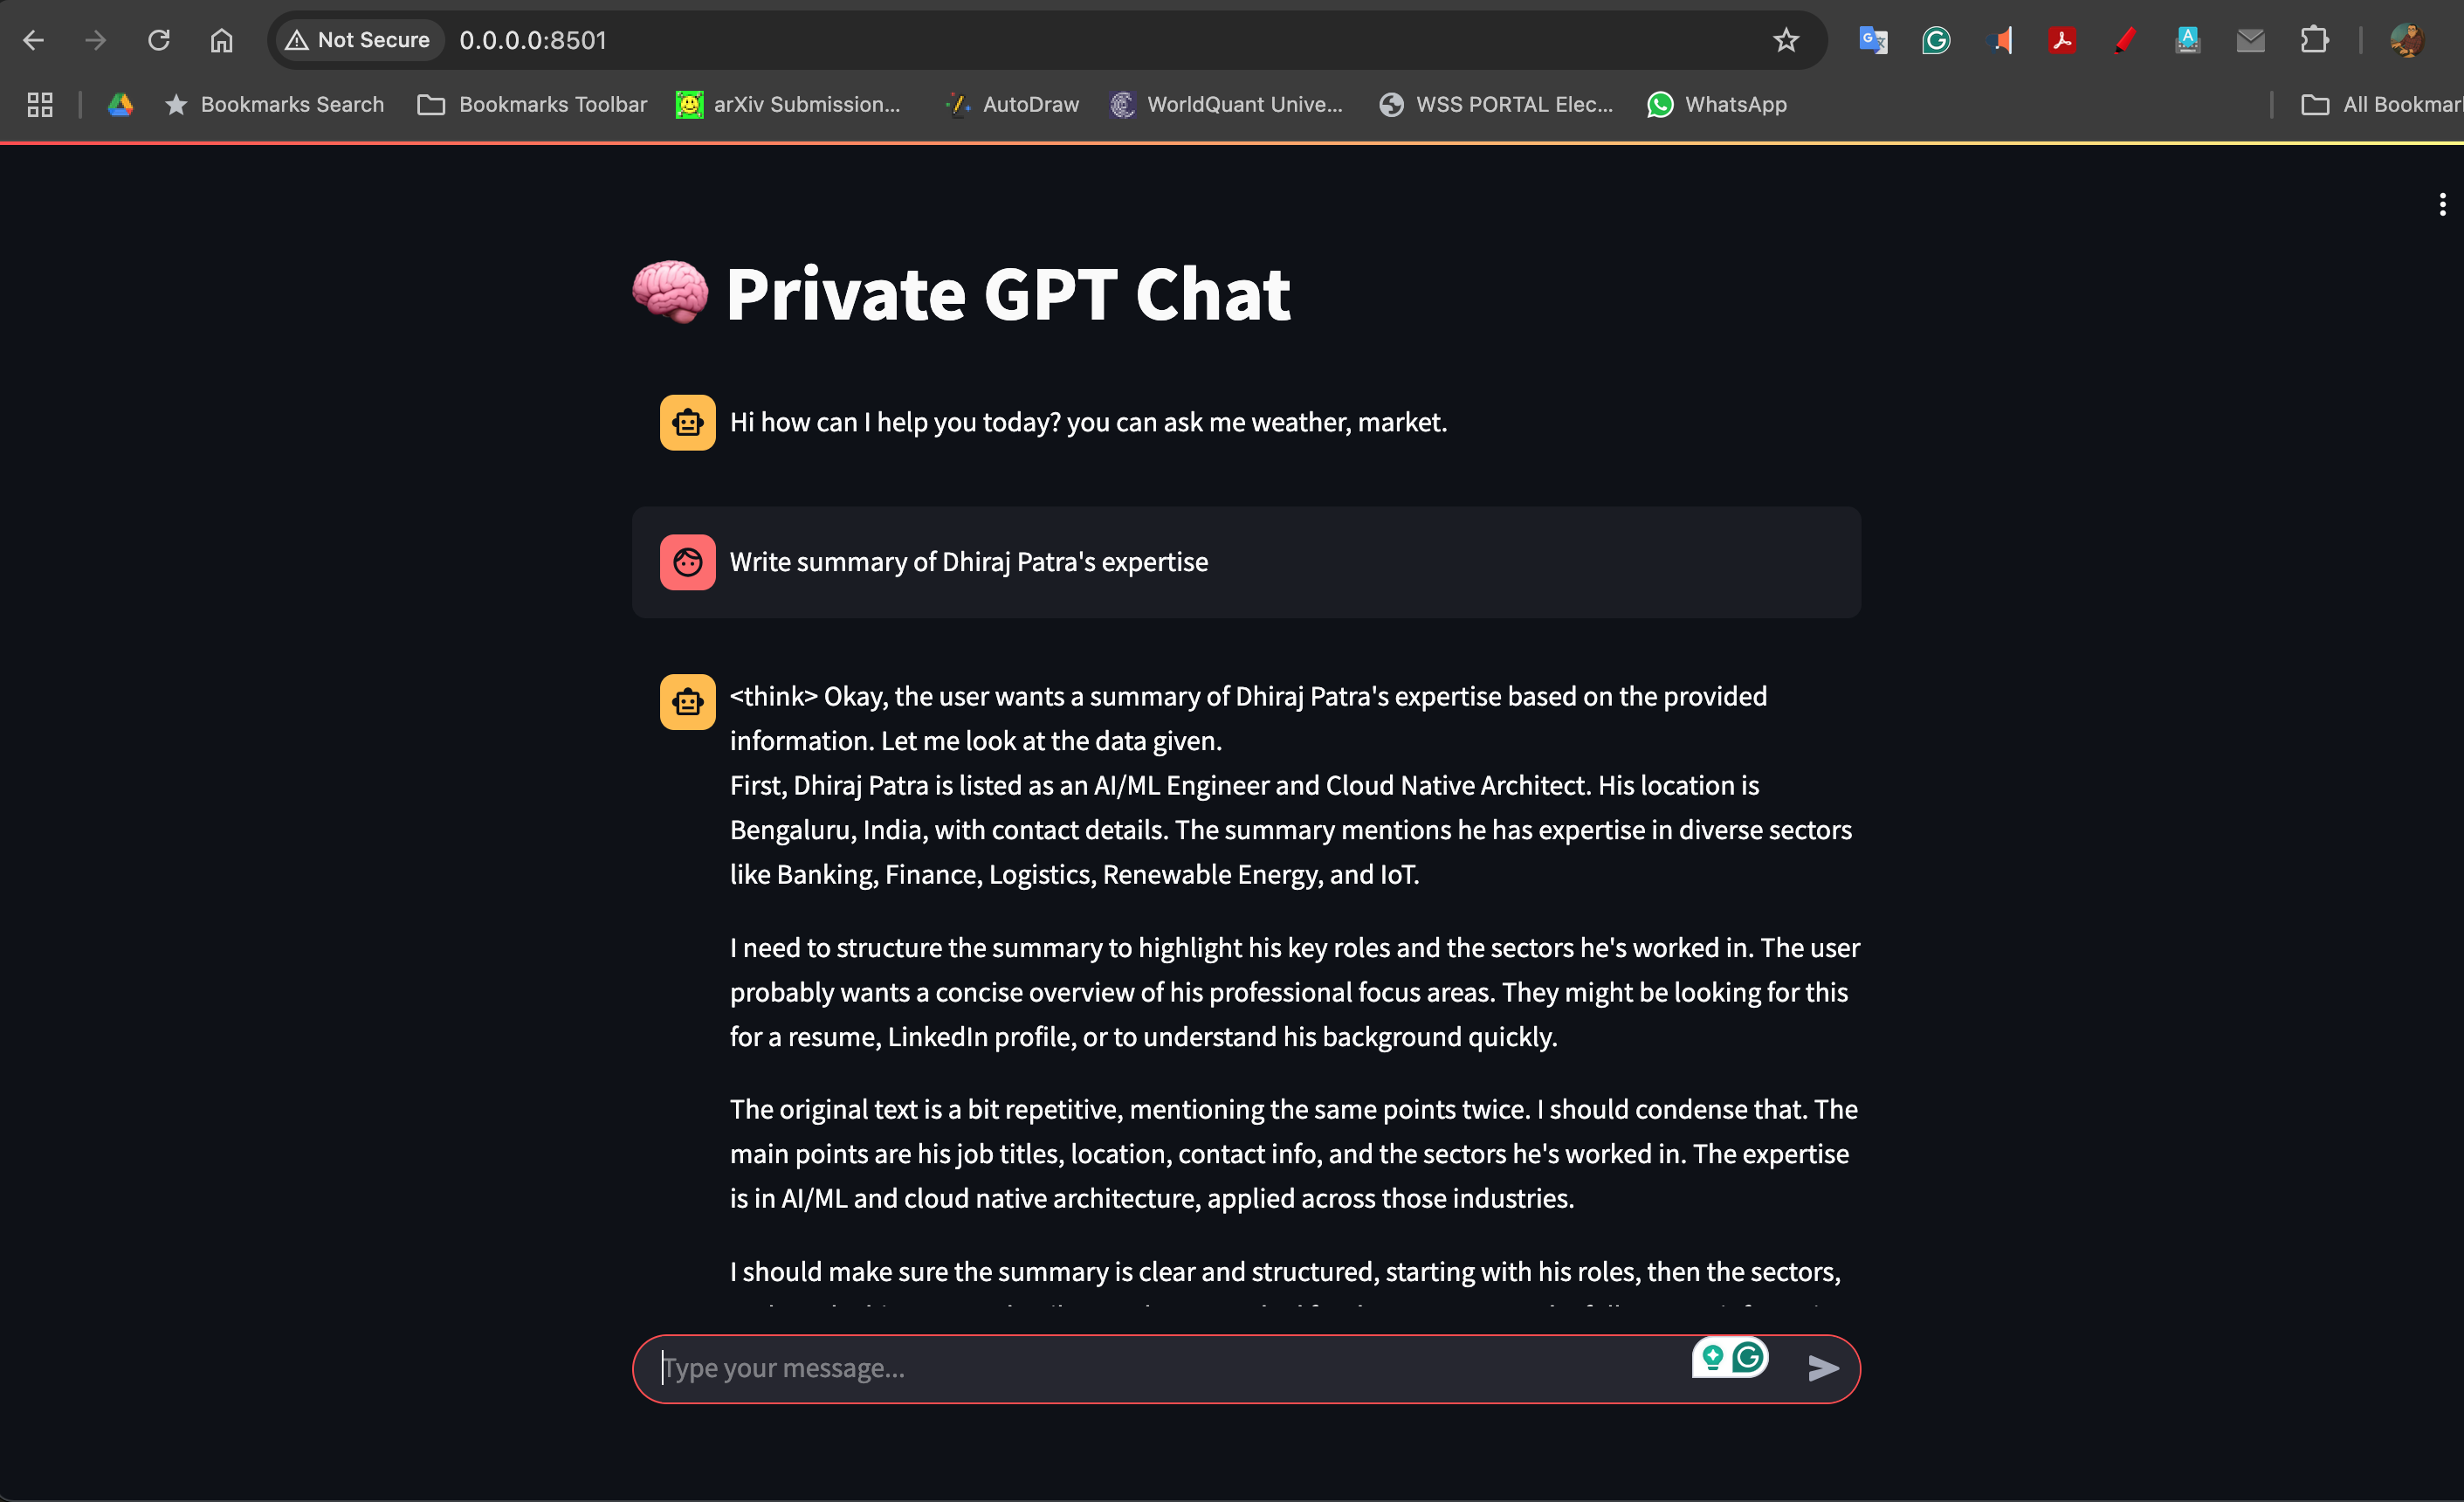 Not Secure 0.0.0.0:8501
Bookmarks Search Bookmarks Toolbar arXiv Submission... AutoDraw WorldQuant Unive... WSS PORTAL Elec... WhatsApp All Bookmar
Private GPT Chat
Hi how can I help you today? you can ask me weather, market.
Write summary of Dhiraj Patra's expertise
<think> Okay, the user wants a summary of Dhiraj Patra's expertise based on the provided
information. Let me look at the data given.
First, Dhiraj Patra is listed as an AI/ML Engineer and Cloud Native Architect. His location is
Bengaluru, India, with contact details. The summary mentions he has expertise in diverse sectors
like Banking, Finance, Logistics, Renewable Energy, and IoT.
I need to structure the summary to highlight his key roles and the sectors he's worked in. The user
probably wants a concise overview of his professional focus areas. They might be looking for this
for a resume, LinkedIn profile, or to understand his background quickly.
The original text is a bit repetitive, mentioning the same points twice. I should condense that. The
main points are his job titles, location, contact info, and the sectors he's worked in. The expertise
is in AI/ML and cloud native architecture, applied across those industries.
I should make sure the summary is clear and structured, starting with his roles, then the sectors,
Type your message...